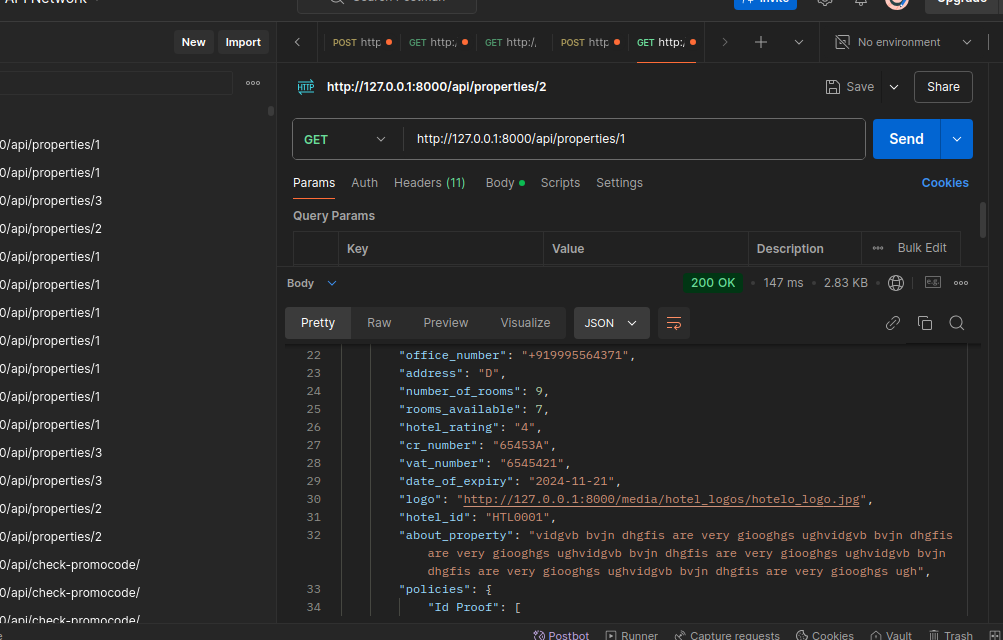 API Network
Search Postman
Invite
Upgrade
New
Import
POST http
GET http:/
GET http:/,
POST http
GET http:/
No environment
0/api/properties/1
0/api/properties/1
0/api/properties/3
0/api/properties/2
0/api/properties/1
0/api/properties/1
0/api/properties/1
0/api/properties/1
0/api/properties/1
0/api/properties/1
0/api/properties/1
0/api/properties/3
0/api/properties/3
0/api/properties/2
0/api/properties/2
0/api/check-promocode/
0/api/check-promocode/
0/api/check-promocode/
HTTP
http://127.0.0.1:8000/api/properties/2
Save
Share
GET
http://127.0.0.1:8000/api/properties/1
Send
Params
Auth
Headers (11)
Body
Scripts
Settings
Cookies
Query Params
Key
Value
Description
Bulk Edit
Body
200 OK
147 ms
2.83 KB
e.g.
Pretty
Raw
Preview
Visualize
JSON
22 "office_number": "+919995564371",
23 "address": "D",
24 "number_of_rooms": 9,
25 "rooms_available": 7,
26 "hotel_rating": "4",
27 "cr_number": "65453A",
28 "vat_number": "6545421",
29 "date_of_expiry": "2024-11-21",
30 "logo": "http://127.0.0.1:8000/media/hotel_logos/hotelo_logo.jpg",
31 "hotel_id": "HTL0001",
32 "about_property": "vidgvb bvjn dhgfis are very giooghgs ughvidgvb bvjn dhgfis
are very giooghgs ughvidgvb bvjn dhgfis are very giooghgs ughvidgvb bvjn
dhgfis are very giooghgs ughvidgvb bvjn dhgfis are very giooghgs ugh",
33 "policies": {
34 "Id Proof": [
Postbot
Runner
Capture requests
Cookies
Vault
Trash